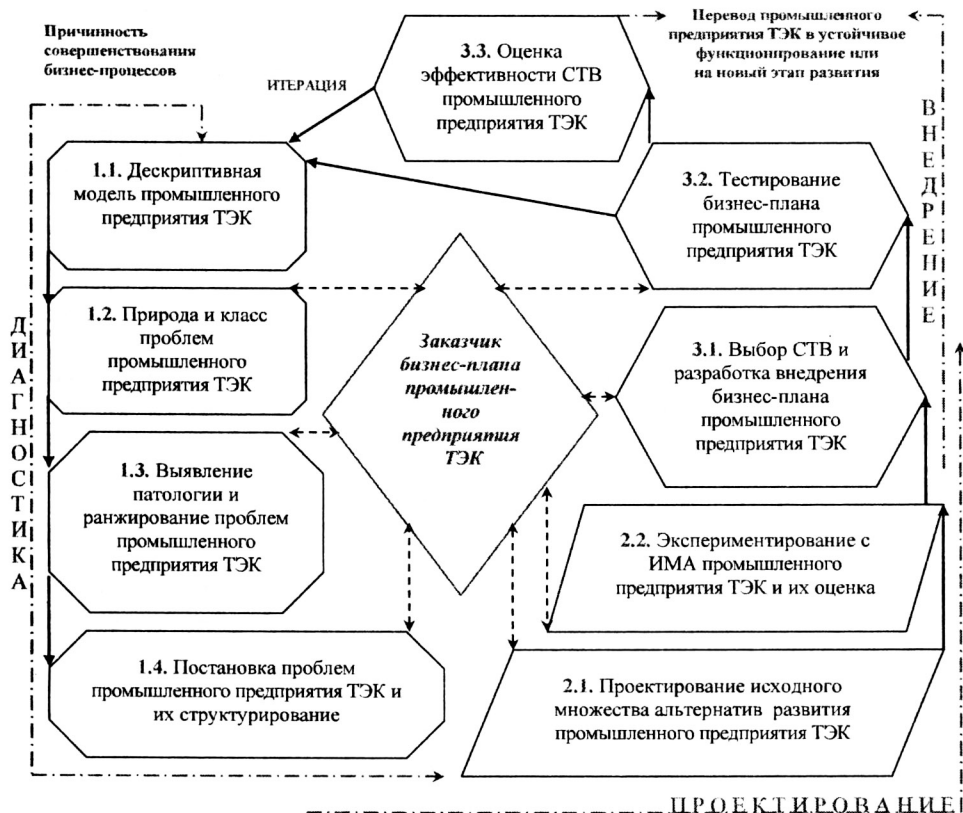 Причинность
совершенствования
бизнес-процессов
ИТЕРАЦИЯ
3.3. Оценка
эффективности СТВ
промышленного
предприятия ТЭК
Перевод промышленного
предприятия ТЭК в устойчивое
функционирование или
на новый этап развития
1.1. Дескриптивная
модель промышленного
предприятия ТЭК
3.2. Тестирование
бизнес-плана
промышленного
предприятия ТЭК
ВНЕДРЕНИЕ
1.2. Природа и класс
проблем
промышленного
предприятия ТЭК
Заказчик
бизнес-плана
промышлен-
ного
предприятия
ТЭК
3.1. Выбор СТВ и
разработка внедрения
бизнес-плана
промышленного
предприятия ТЭК
ДИАГНОСТИКА
1.3. Выявление
патологии и
ранжирование проблем
промышленного
предприятия ТЭК
2.2. Экспериментирование с
ИМА промышленного
предприятия ТЭК и их оценка
1.4. Постановка проблем
промышленного предприятия ТЭК и
их структурирование
2.1. Проектирование исходного
множества альтернатив развития
промышленного предприятия ТЭК
ПРОЕКТИРОВАНИЕ